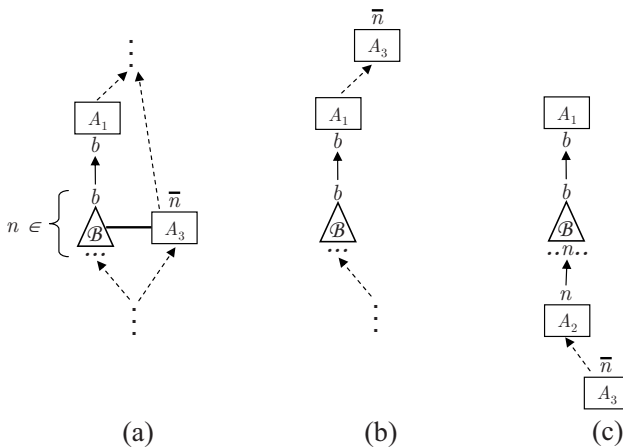 n̄
A₃
A₁
b
b
n ∈
ℬ
...
n̄
A₃
(a)
A₁
b
b
ℬ
...
(b)
A₁
b
b
ℬ
..n..
n
A₂
n̄
A₃
(c)